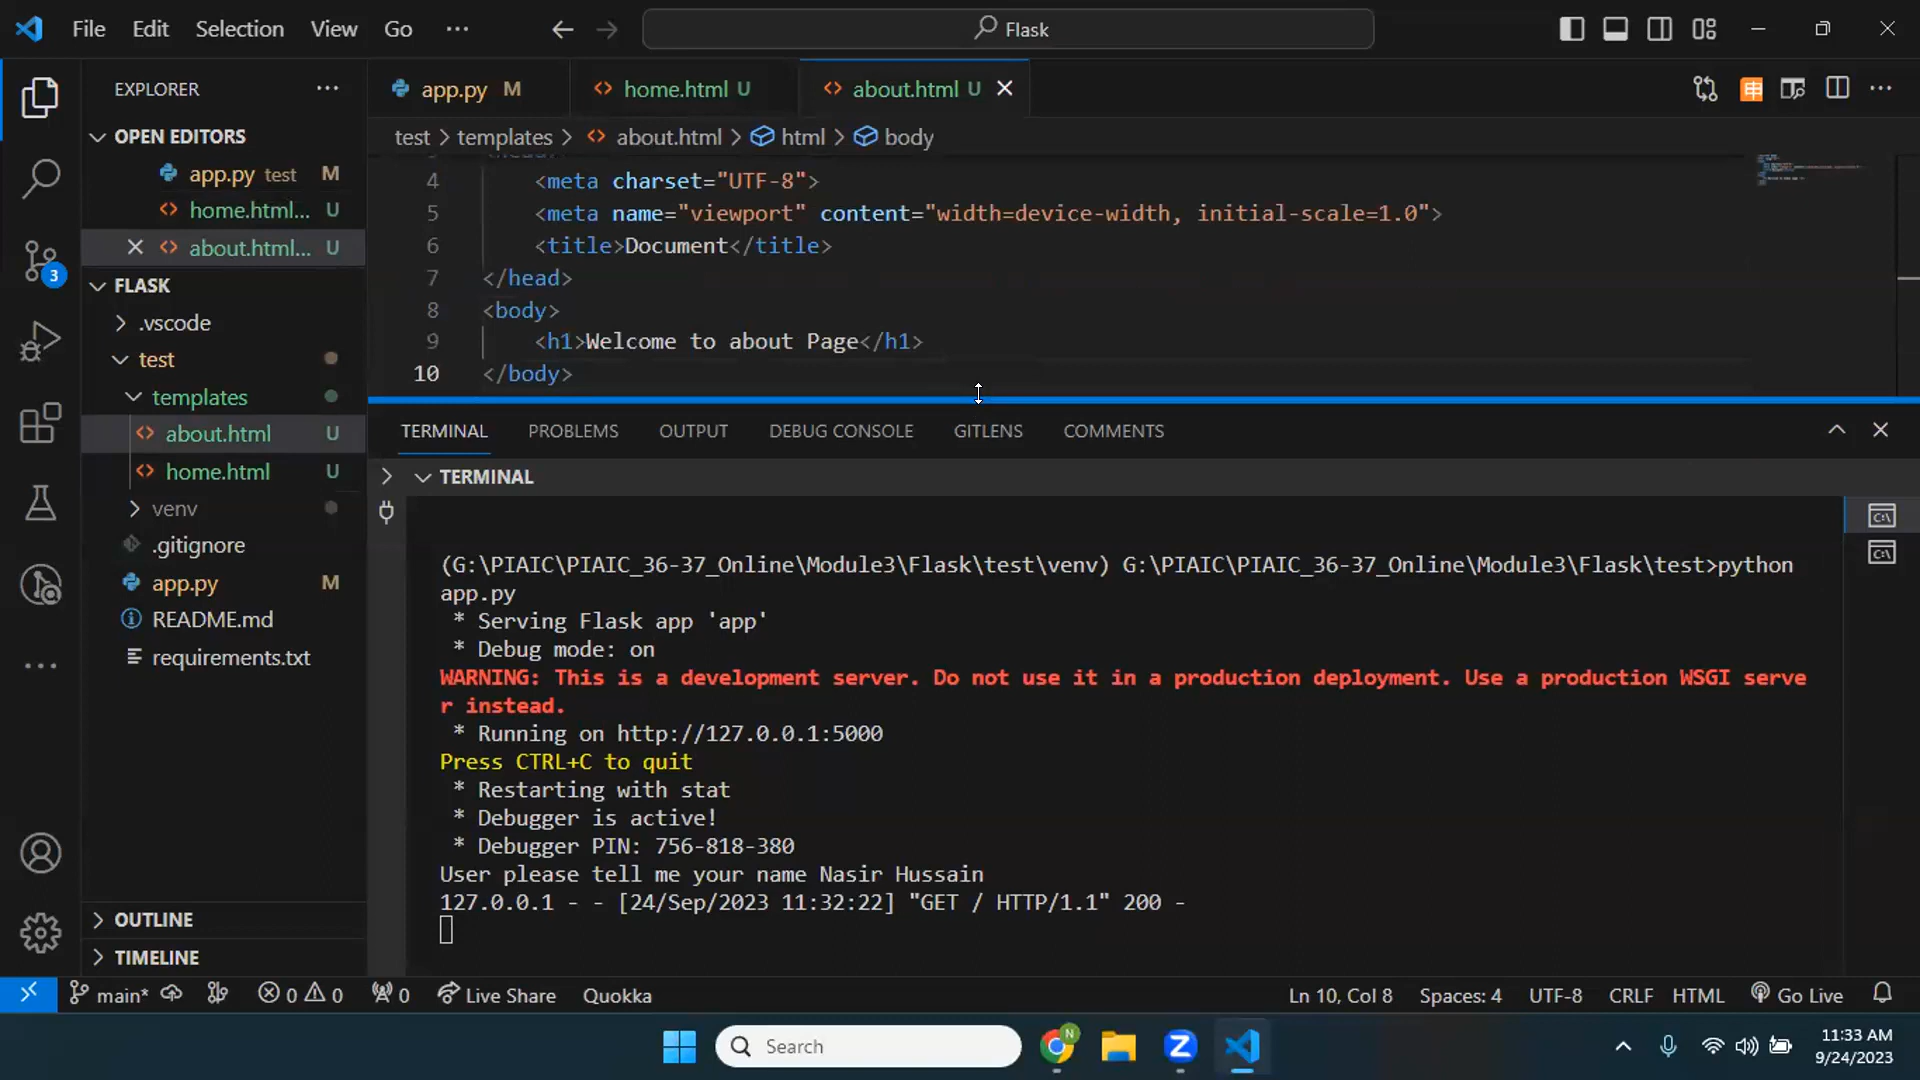 File Edit Selection View Go ··· Flask
EXPLORER ···
OPEN EDITORS
app.py test M
home.html... U
about.html... U
FLASK
.vscode
test
templates
about.html U
home.html U
venv
.gitignore
app.py M
README.md
requirements.txt
OUTLINE
TIMELINE
3
app.py M home.html U about.html U
test > templates > about.html > html > body
4 <meta charset="UTF-8">
5 <meta name="viewport" content="width=device-width, initial-scale=1.0">
6 <title>Document</title>
7 </head>
8 <body>
9 <h1>Welcome to about Page</h1>
10 </body>
TERMINAL PROBLEMS OUTPUT DEBUG CONSOLE GITLENS COMMENTS
TERMINAL
(G:\PIAIC\PIAIC_36-37_Online\Module3\Flask\test\venv) G:\PIAIC\PIAIC_36-37_Online\Module3\Flask\test>python
app.py
* Serving Flask app 'app'
* Debug mode: on
WARNING: This is a development server. Do not use it in a production deployment. Use a production WSGI serve
r instead.
* Running on http://127.0.0.1:5000
Press CTRL+C to quit
* Restarting with stat
* Debugger is active!
* Debugger PIN: 756-818-380
User please tell me your name Nasir Hussain
127.0.0.1 - - [24/Sep/2023 11:32:22] "GET / HTTP/1.1" 200 -
main* 0 0 0 Live Share Quokka Ln 10, Col 8 Spaces: 4 UTF-8 CRLF HTML Go Live
Search
11:33 AM
9/24/2023